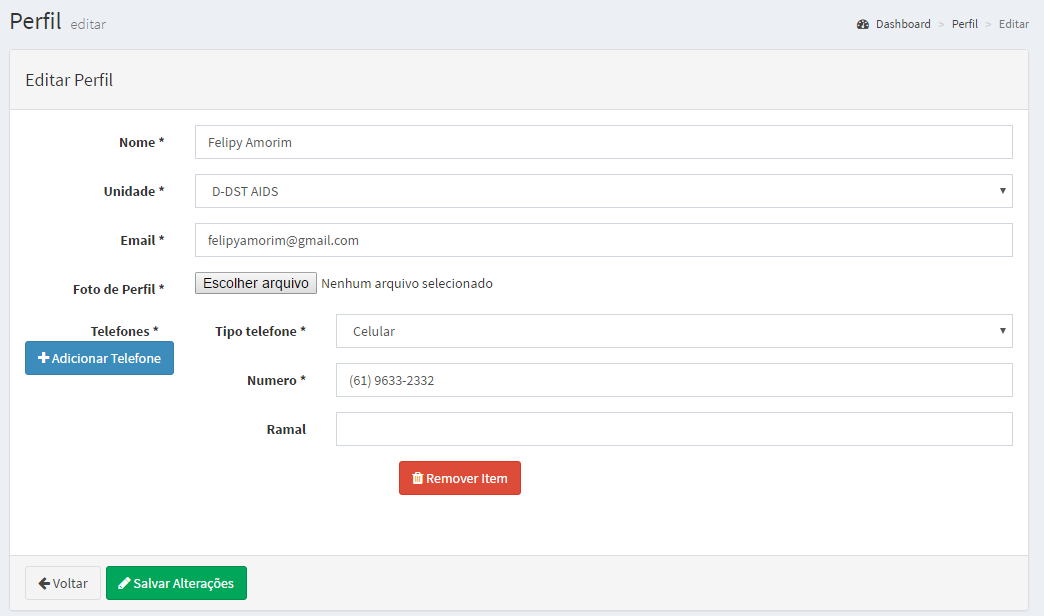 Perfil editar
Dashboard > Perfil > Editar
Editar Perfil
Nome * Felipy Amorim
Unidade * D-DST AIDS
Email * felipyamorim@gmail.com
Foto de Perfil * Escolher arquivo Nenhum arquivo selecionado
Telefones * Tipo telefone * Celular
Adicionar Telefone
Numero * (61) 9633-2332
Ramal
Remover Item
Voltar Salvar Alterações